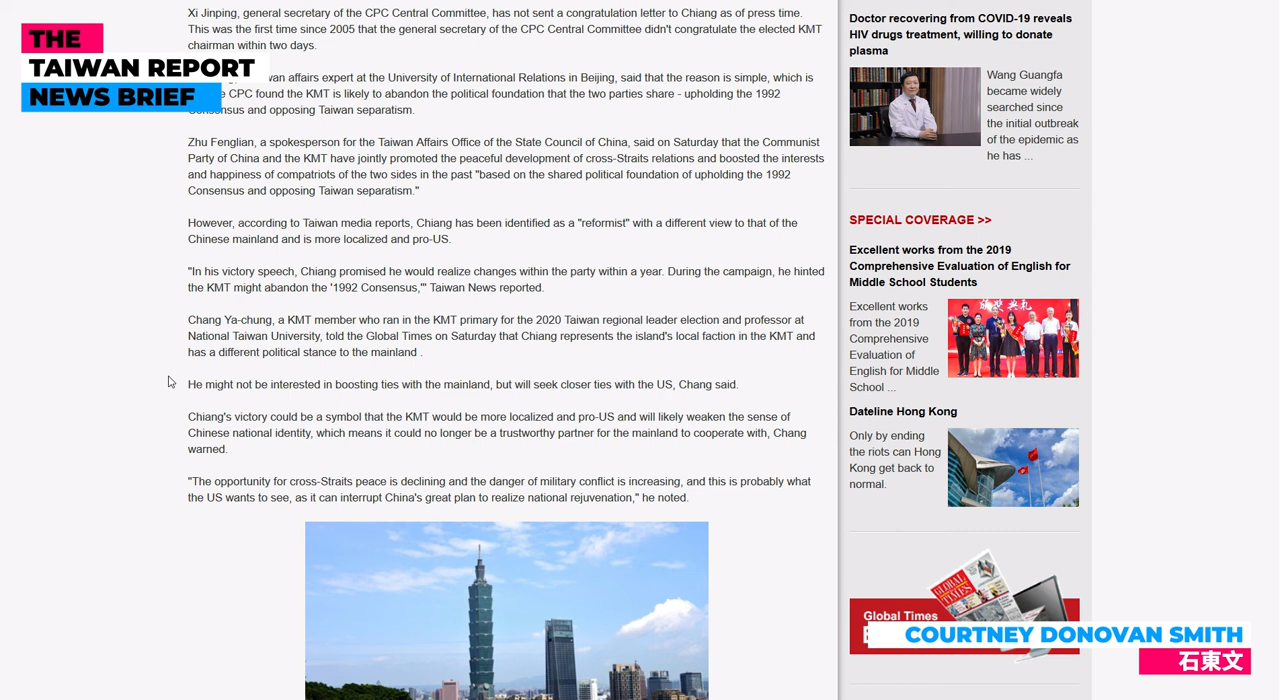 Xi Jinping, general secretary of the CPC Central Committee, has not sent a congratulation letter to Chiang as of press time.
This was the first time since 2005 that the general secretary of the CPC Central Committee didn't congratulate the elected KMT
chairman within two days.
THE
TAIWAN REPORT
NEWS BRIEF
affairs expert at the University of International Relations in Beijing, said that the reason is simple, which is
CPC found the KMT is likely to abandon the political foundation that the two parties share - upholding the 1992
Consensus and opposing Taiwan separatism.
Zhu Fenglian, a spokesperson for the Taiwan Affairs Office of the State Council of China, said on Saturday that the Communist
Party of China and the KMT have jointly promoted the peaceful development of cross-Straits relations and boosted the interests
and happiness of compatriots of the two sides in the past "based on the shared political foundation of upholding the 1992
Consensus and opposing Taiwan separatism."
However, according to Taiwan media reports, Chiang has been identified as a "reformist" with a different view to that of the
Chinese mainland and is more localized and pro-US.
"In his victory speech, Chiang promised he would realize changes within the party within a year. During the campaign, he hinted
the KMT might abandon the '1992 Consensus,'" Taiwan News reported.
Chang Ya-chung, a KMT member who ran in the KMT primary for the 2020 Taiwan regional leader election and professor at
National Taiwan University, told the Global Times on Saturday that Chiang represents the island's local faction in the KMT and
has a different political stance to the mainland .
He might not be interested in boosting ties with the mainland, but will seek closer ties with the US, Chang said.
Chiang's victory could be a symbol that the KMT would be more localized and pro-US and will likely weaken the sense of
Chinese national identity, which means it could no longer be a trustworthy partner for the mainland to cooperate with, Chang
warned.
"The opportunity for cross-Straits peace is declining and the danger of military conflict is increasing, and this is probably what
the US wants to see, as it can interrupt China's great plan to realize national rejuvenation," he noted.
Doctor recovering from COVID-19 reveals
HIV drugs treatment, willing to donate
plasma
Wang Guangfa
became widely
searched since
the initial outbreak
of the epidemic as
he has ...
SPECIAL COVERAGE >>
Excellent works from the 2019
Comprehensive Evaluation of English for
Middle School Students
Excellent works
from the 2019
Comprehensive
Evaluation of
English for Middle
School ...
Dateline Hong Kong
Only by ending
the riots can Hong
Kong get back to
normal.
GLOBAL TIMES
Global Times
COURTNEY DONOVAN SMITH
石東文